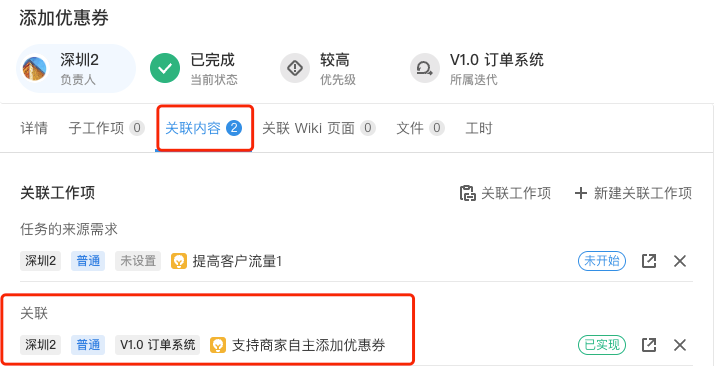 添加优惠券
深圳2 已完成 较高 V1.0 订单系统
负责人 当前状态 优先级 所属迭代
详情 子工作项 0 关联内容 2 关联 Wiki 页面 0 文件 0 工时
关联工作项 关联工作项 新建关联工作项
任务的来源需求
深圳2 普通 未设置 提高客户流量1 未开始
关联
深圳2 普通 V1.0 订单系统 支持商家自主添加优惠券 已实现